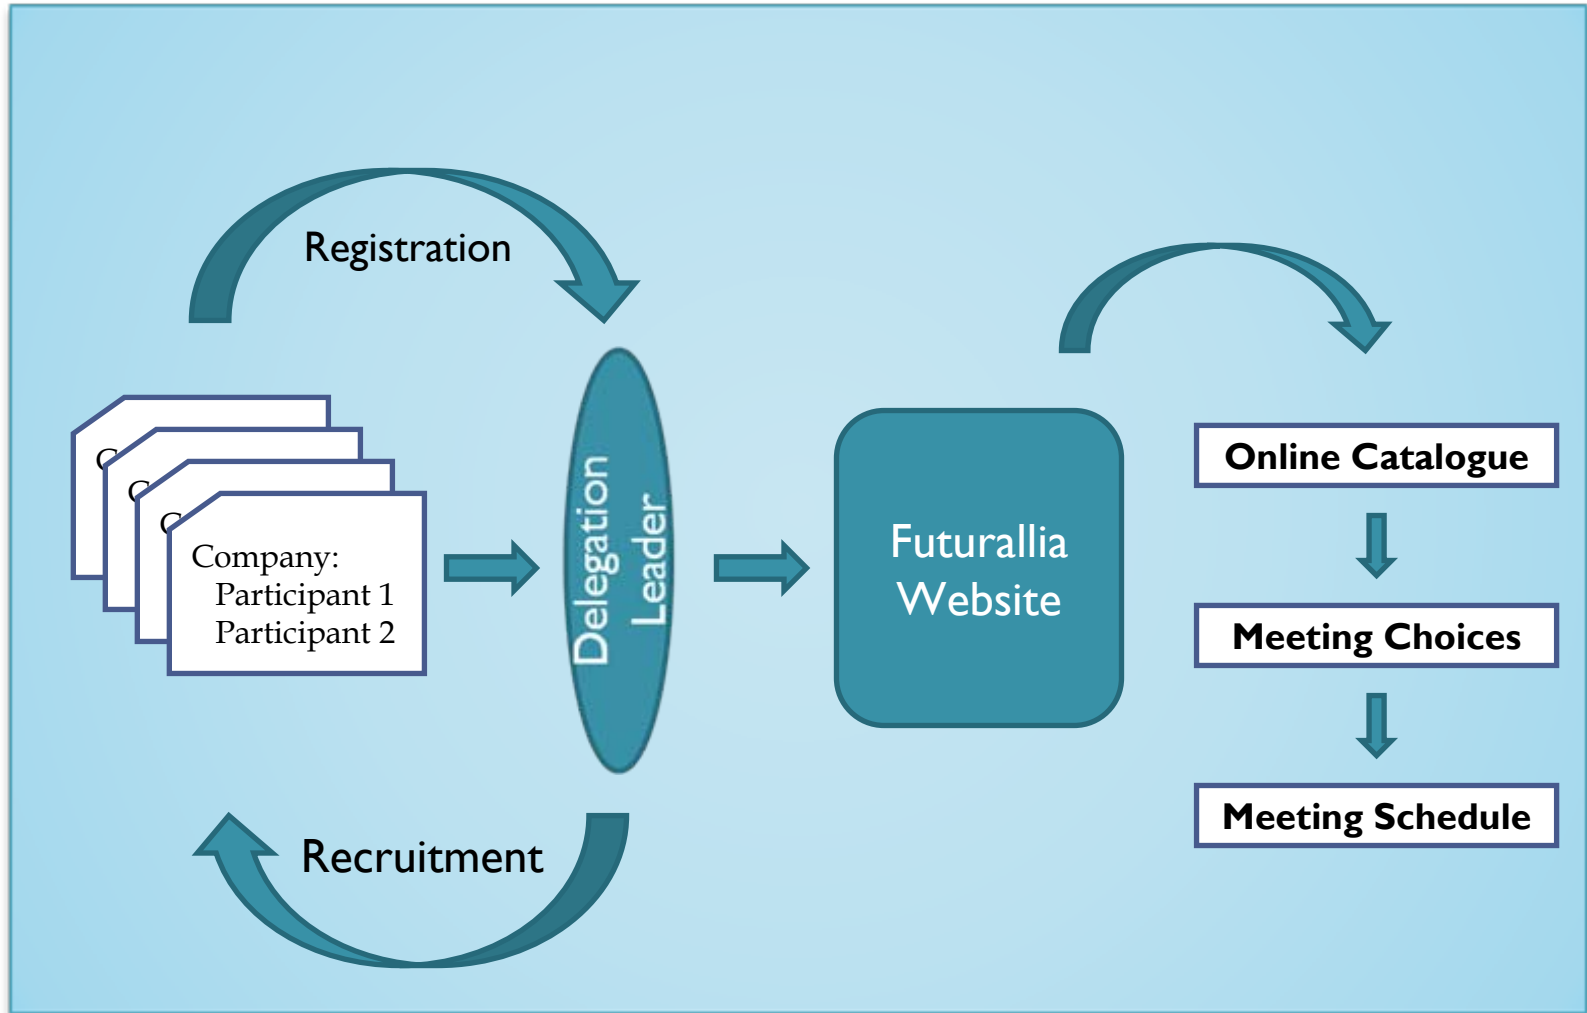 Registration
Company:
Participant 1
Participant 2
Delegation
Leader
Futurallia
Website
Online Catalogue
Meeting Choices
Meeting Schedule
Recruitment